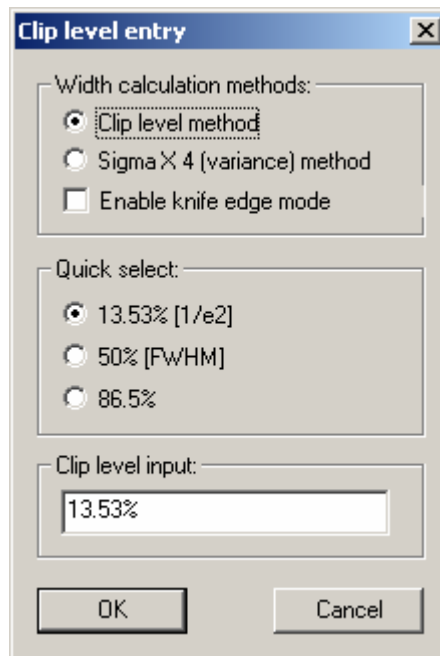 Clip level entry
Width calculation methods:
Clip level method
Sigma X 4 (variance) method
Enable knife edge mode
Quick select:
13.53% [1/e2]
50% [FWHM]
86.5%
Clip level input:
13.53%
OK
Cancel